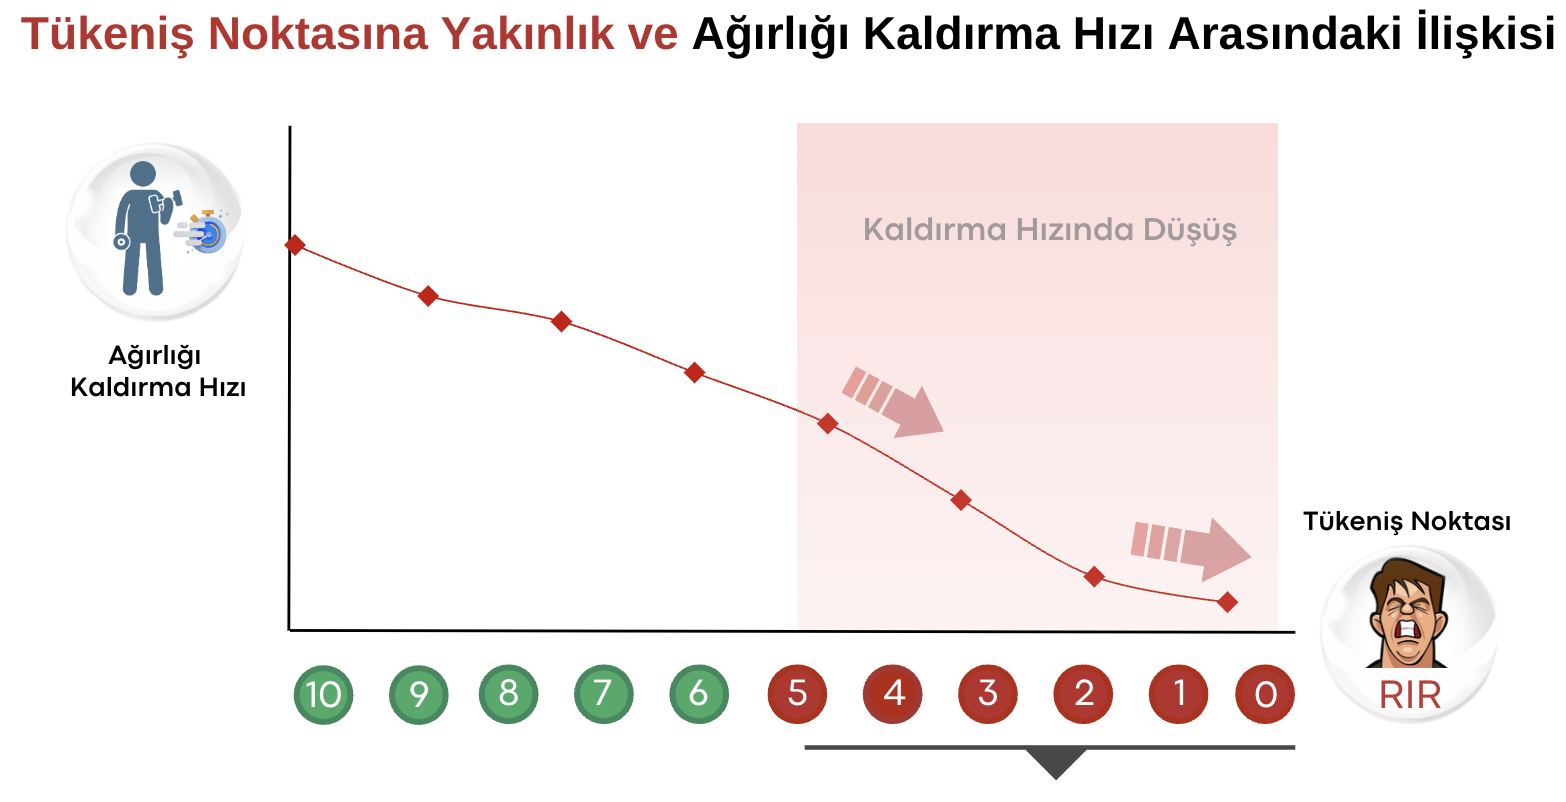 Tükeniş Noktasına Yakınlık ve Ağırlığı Kaldırma Hızı Arasındaki İlişkisi
Kaldırma Hızında Düşüş
Ağırlığı
Kaldırma Hızı
Tükeniş Noktası
RIR
10 9 8 7 6 5 4 3 2 1 0